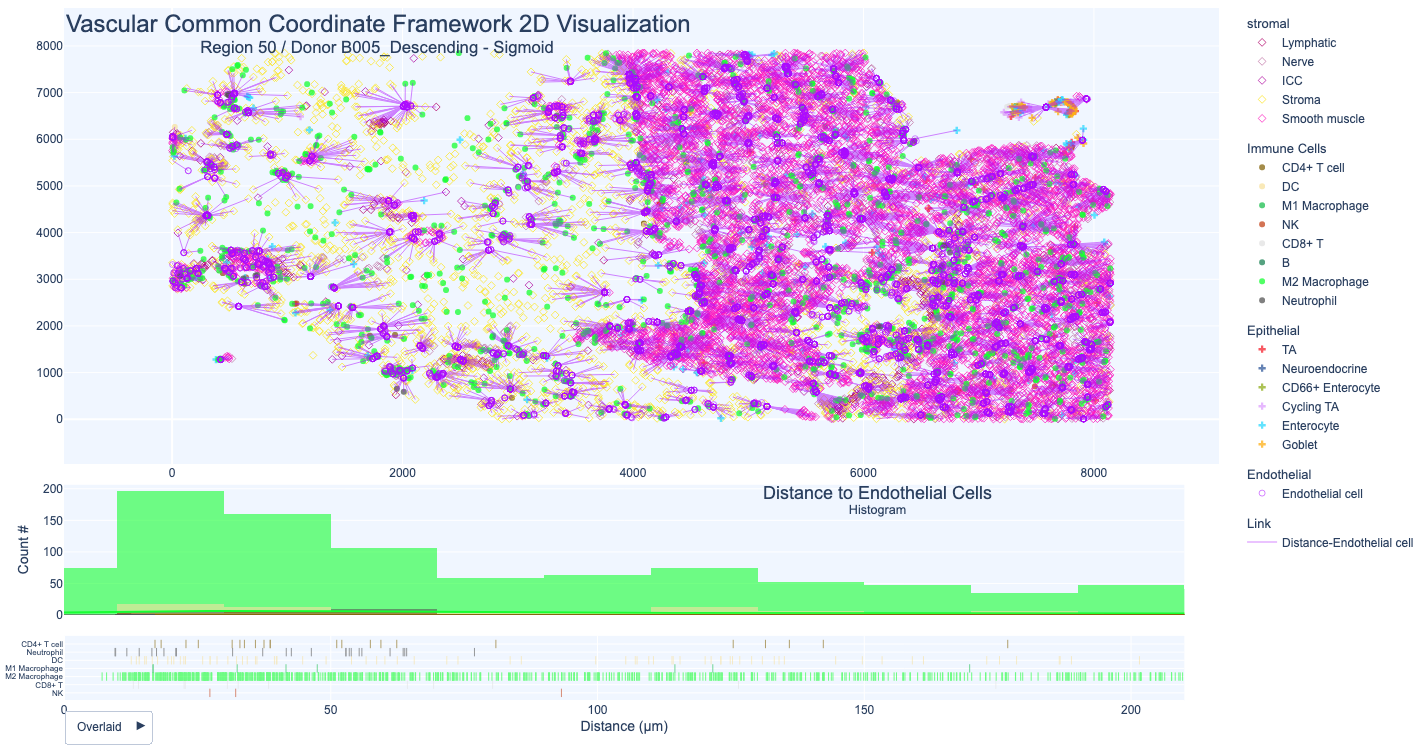 Vascular Common Coordinate Framework 2D Visualization
Region 50 / Donor B005_Descending - Sigmoid
8000
7000
6000
5000
4000
3000
2000
1000
0
0 2000 4000 6000 8000
stromal
Lymphatic
Nerve
ICC
Stroma
Smooth muscle
Immune Cells
CD4+ T cell
DC
M1 Macrophage
NK
CD8+ T
B
M2 Macrophage
Neutrophil
Epithelial
TA
Neuroendocrine
CD66+ Enterocyte
Cycling TA
Enterocyte
Goblet
Endothelial
Endothelial cell
Link
Distance-Endothelial cell
Distance to Endothelial Cells
Histogram
Count #
200
150
100
50
0
CD4+ T cell
Neutrophil
DC
M1 Macrophage
M2 Macrophage
CD8+ T
NK
0 50 100 150 200
Distance (μm)
Overlaid ►